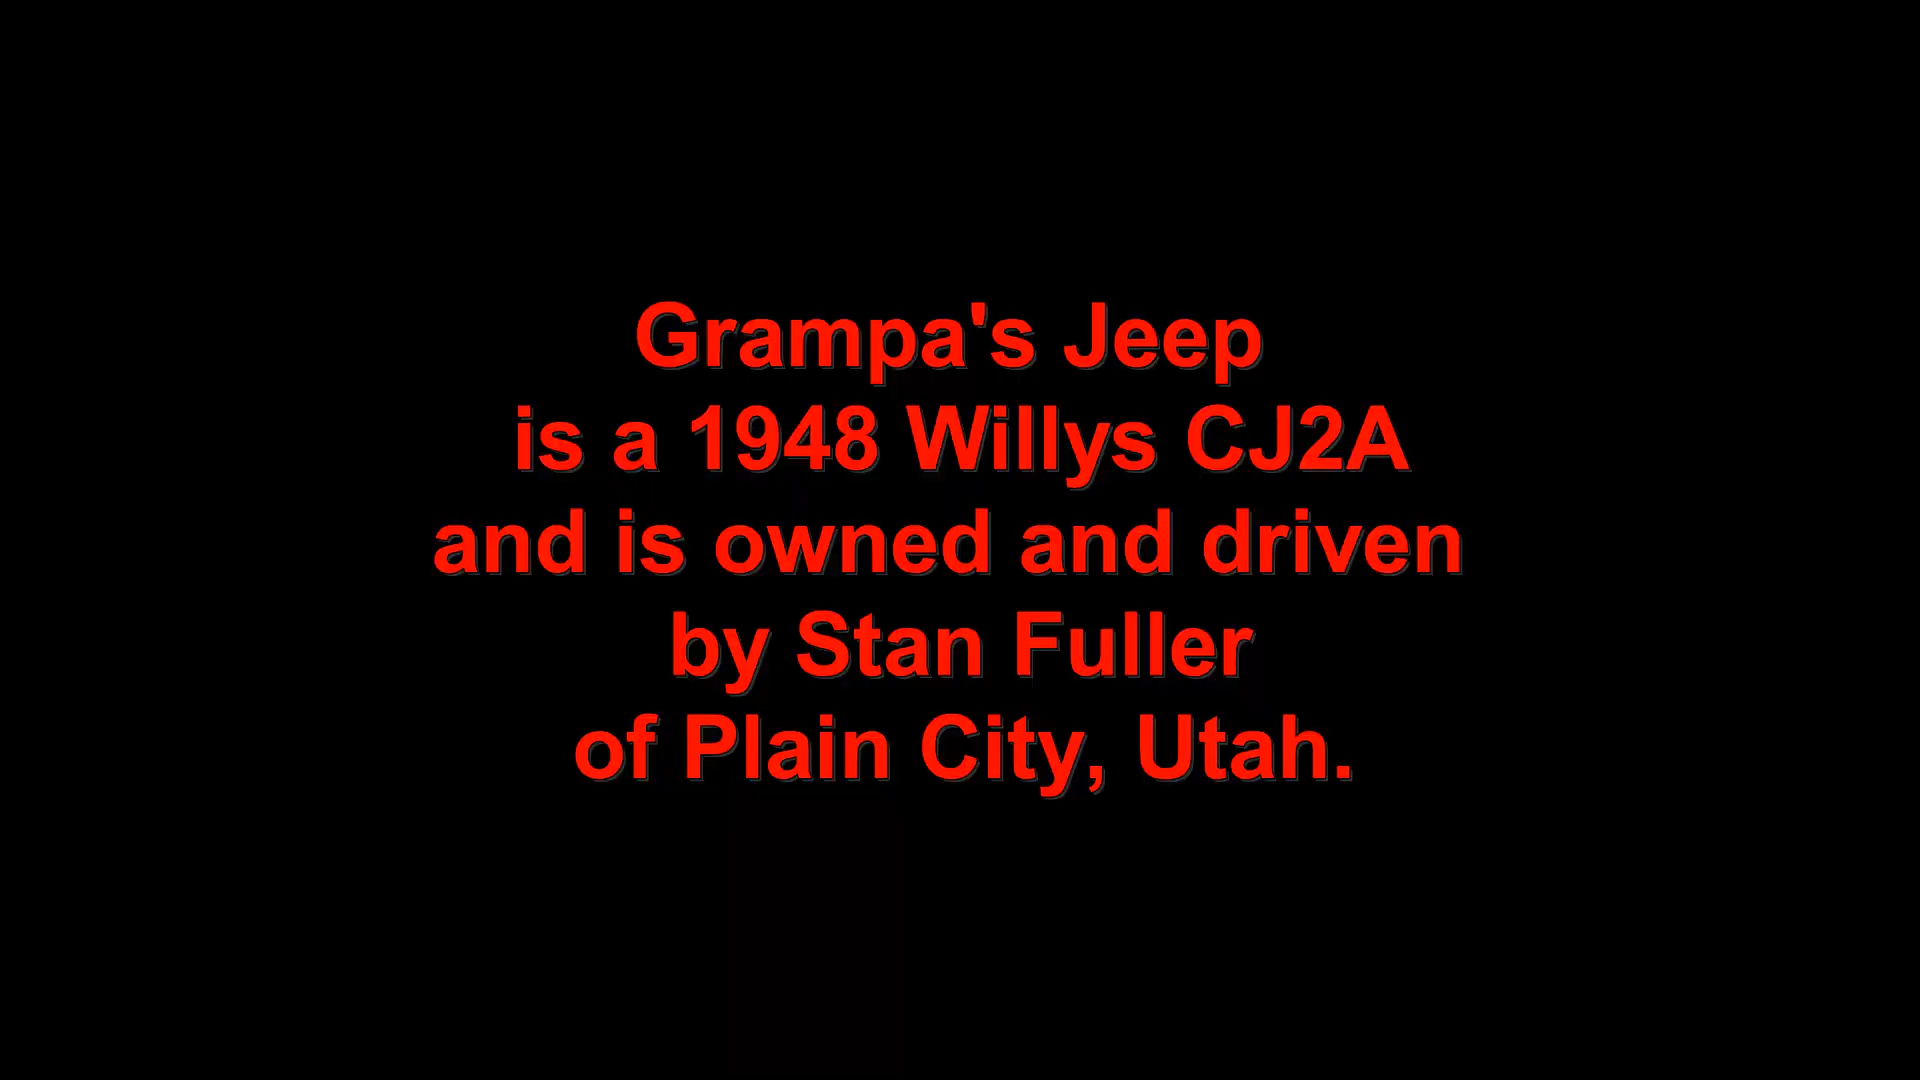 Grampa's Jeep
is a 1948 Willys CJ2A
and is owned and driven
by Stan Fuller
of Plain City, Utah.